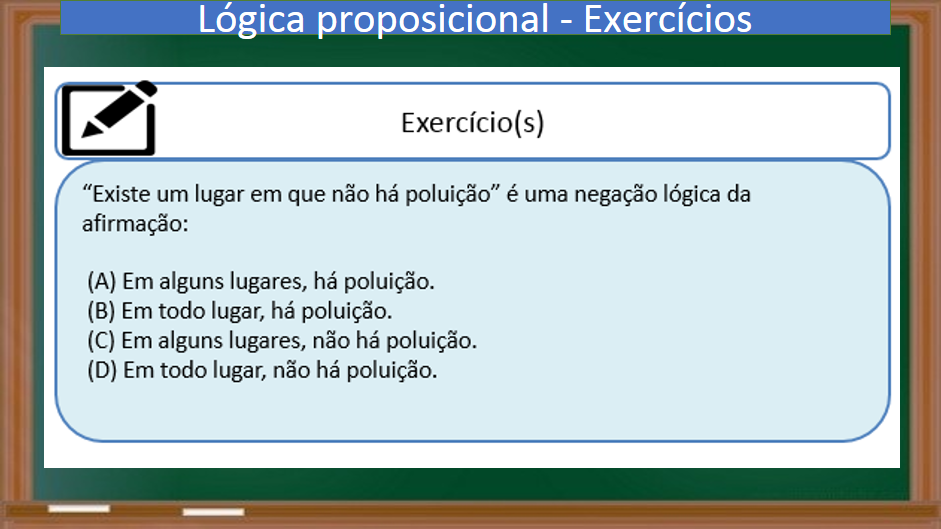 Lógica proposicional - Exercícios
Exercício(s)
“Existe um lugar em que não há poluição” é uma negação lógica da
afirmação:
(A) Em alguns lugares, há poluição.
(B) Em todo lugar, há poluição.
(C) Em alguns lugares, não há poluição.
(D) Em todo lugar, não há poluição.